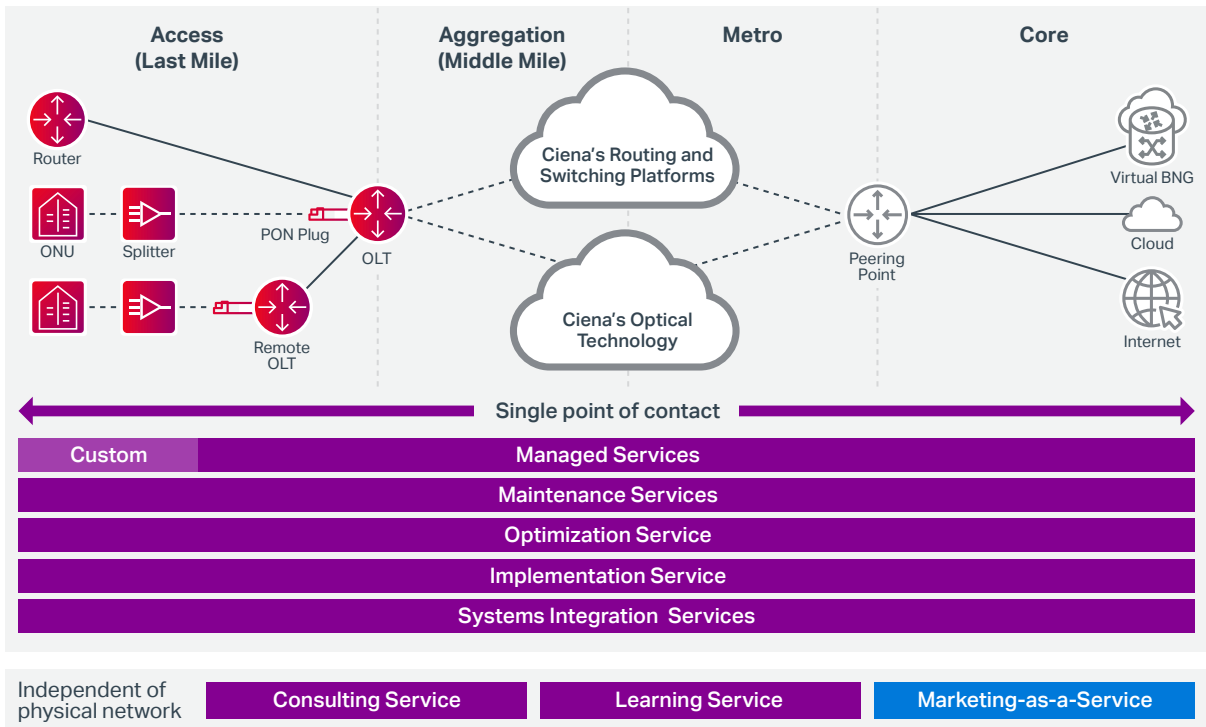 Access
(Last Mile)
Aggregation
(Middle Mile)
Metro
Core
Router
ONU
Splitter
PON Plug
OLT
Remote
OLT
Ciena's Routing and
Switching Platforms
Ciena's Optical
Technology
Peering
Point
Virtual BNG
Cloud
Internet
Single point of contact
Custom
Managed Services
Maintenance Services
Optimization Service
Implementation Service
Systems Integration Services
Independent of
physical network
Consulting Service
Learning Service
Marketing-as-a-Service